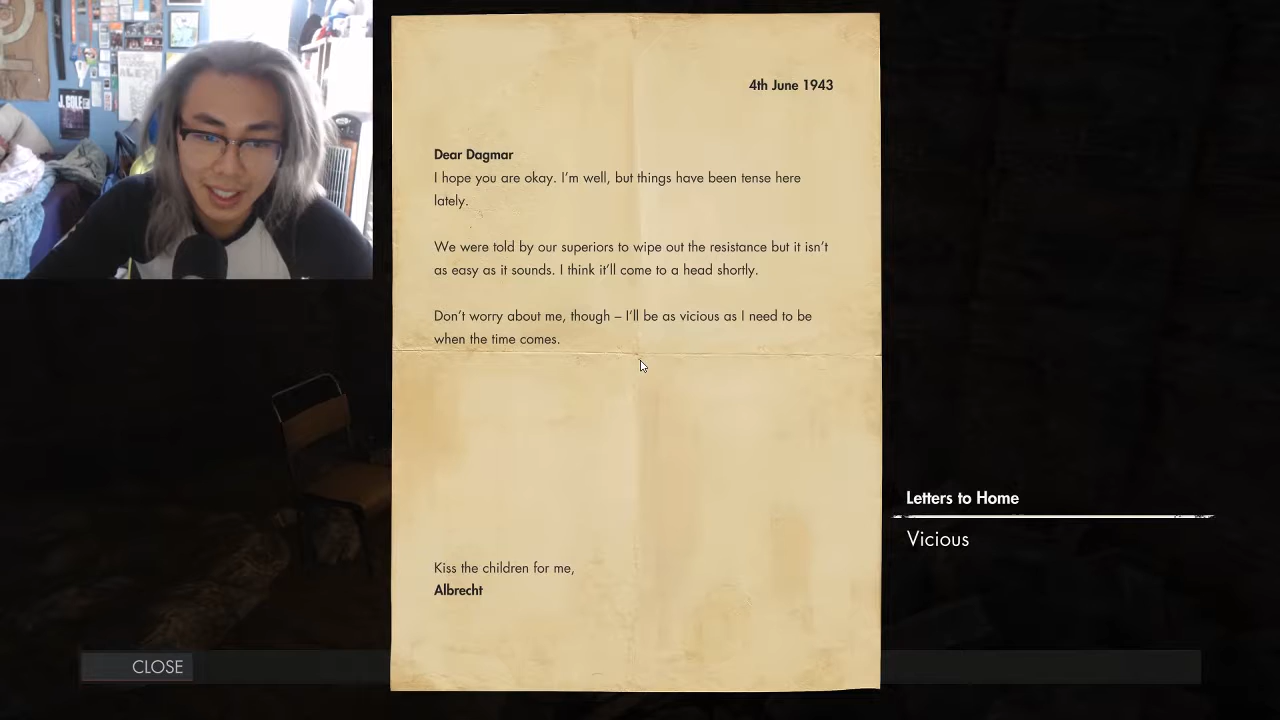 J. COLE
4th June 1943
Dear Dagmar
I hope you are okay. I'm well, but things have been tense here
lately.
We were told by our superiors to wipe out the resistance but it isn't
as easy as it sounds. I think it'll come to a head shortly.
Don't worry about me, though – I'll be as vicious as I need to be
when the time comes.
Kiss the children for me,
Albrecht
Letters to Home
Vicious
CLOSE